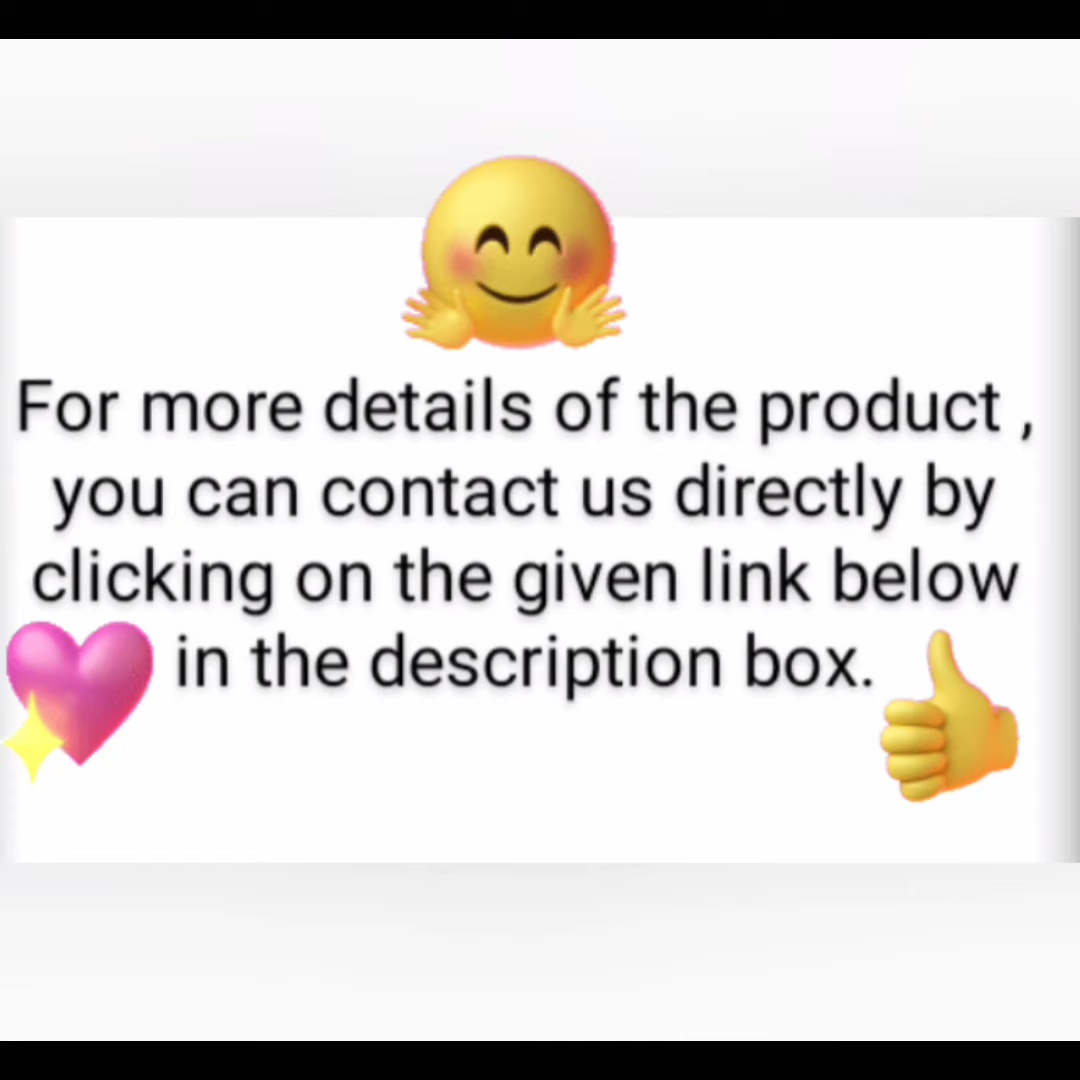 For more details of the product ,
you can contact us directly by
clicking on the given link below
in the description box.